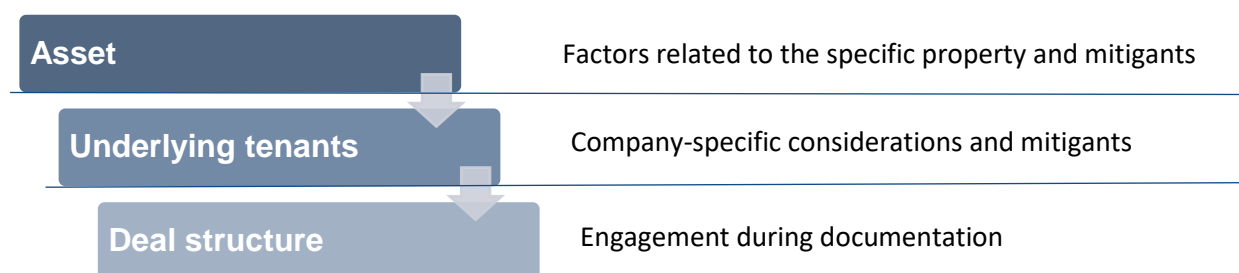 Asset
Factors related to the specific property and mitigants
Underlying tenants
Company-specific considerations and mitigants
Deal structure
Engagement during documentation